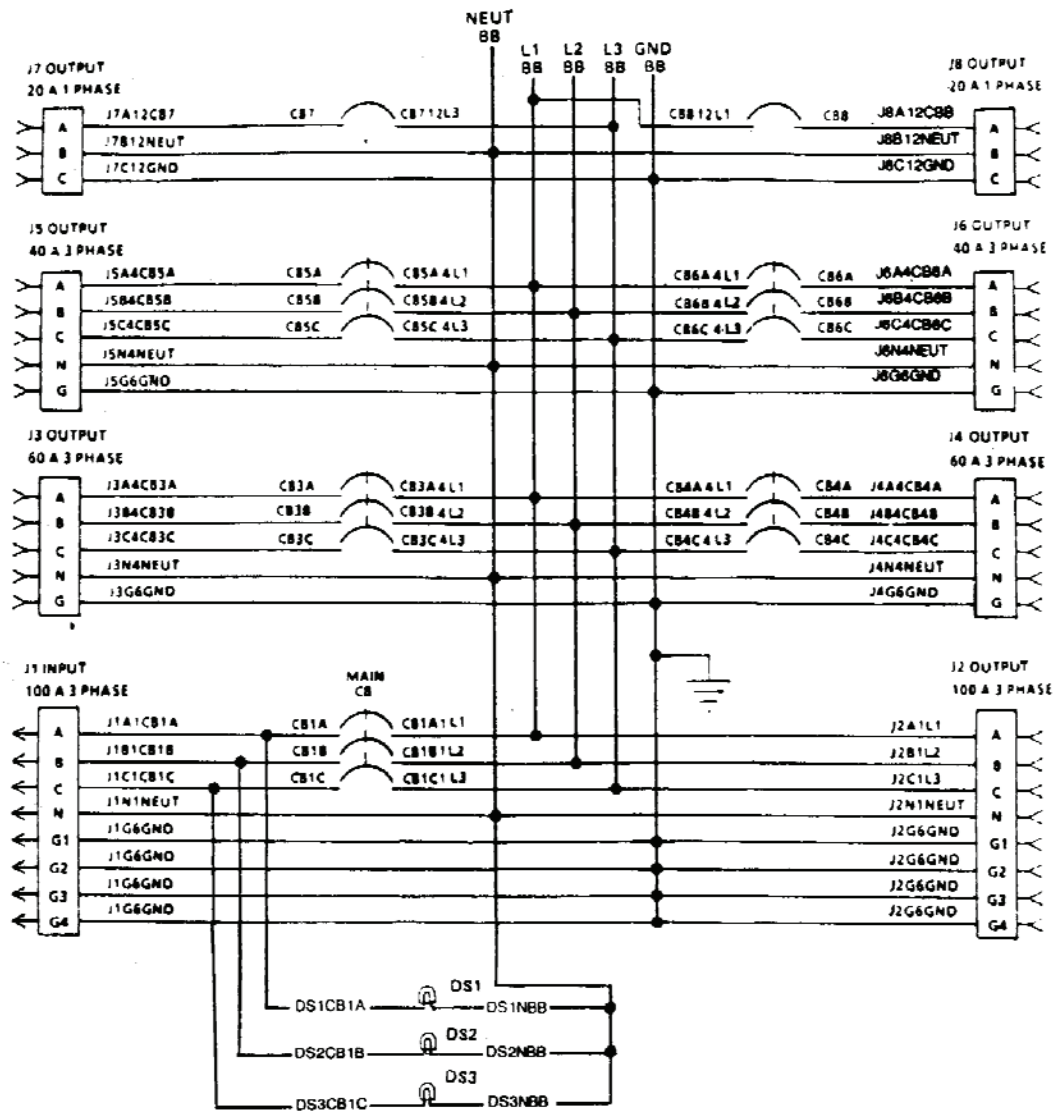 NEUT
BB
L1 L2 L3 GND
BB BB BB BB
J7 OUTPUT
20 A 1 PHASE
J8 OUTPUT
20 A 1 PHASE
J7A12CB7 CB7 CB712L3 CB812L1 CB8 J8A12CB8
A A
J7B12NEUT J8B12NEUT
B B
J7C12GND J8C12GND
C C
J5 OUTPUT
40 A 3 PHASE
J6 OUTPUT
40 A 3 PHASE
J5A4CB5A CB5A CB5A4L1 CB6A4L1 CB6A J6A4CB6A
A A
J5B4CB5B CB5B CB5B4L2 CB6B4L2 CB6B J6B4CB6B
B B
J5C4CB5C CB5C CB5C4L3 CB6C4L3 CB6C J6C4CB6C
C C
J5N4NEUT J6N4NEUT
N N
J5G6GND J6G6GND
G G
J3 OUTPUT
60 A 3 PHASE
J4 OUTPUT
60 A 3 PHASE
J3A4CB3A CB3A CB3A4L1 CB4A4L1 CB4A J4A4CB4A
A A
J3B4CB3B CB3B CB3B4L2 CB4B4L2 CB4B J4B4CB4B
B B
J3C4CB3C CB3C CB3C4L3 CB4C4L3 CB4C J4C4CB4C
C C
J3N4NEUT J4N4NEUT
N N
J3G6GND J4G6GND
G G
J1 INPUT
100 A 3 PHASE
MAIN
CB
J2 OUTPUT
100 A 3 PHASE
J1A1CB1A CB1A CB1A1L1 J2A1L1
A A
J1B1CB1B CB1B CB1B1L2 J2B1L2
B B
J1C1CB1C CB1C CB1C1L3 J2C1L3
C C
J1N1NEUT J2N1NEUT
N N
J1G6GND J2G6GND
G1 G1
J1G6GND J2G6GND
G2 G2
J1G6GND J2G6GND
G3 G3
J1G6GND J2G6GND
G4 G4
DS1
DS1CB1A DS1NBB
DS2
DS2CB1B DS2NBB
DS3
DS3CB1C DS3NBB